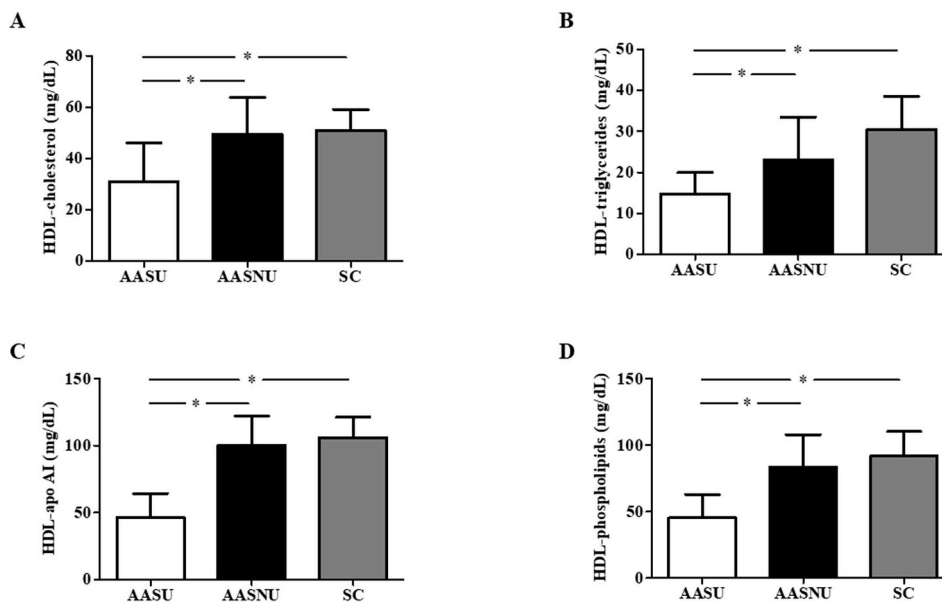 A
HDL-cholesterol (mg/dL)
80
60
40
20
0
*
*
AASU AASNU SC
B
HDL-triglycerides (mg/dL)
50
40
30
20
10
0
*
*
AASU AASNU SC
C
HDL-apo AI (mg/dL)
150
100
50
0
*
*
AASU AASNU SC
D
HDL-phospholipids (mg/dL)
150
100
50
0
*
*
AASU AASNU SC